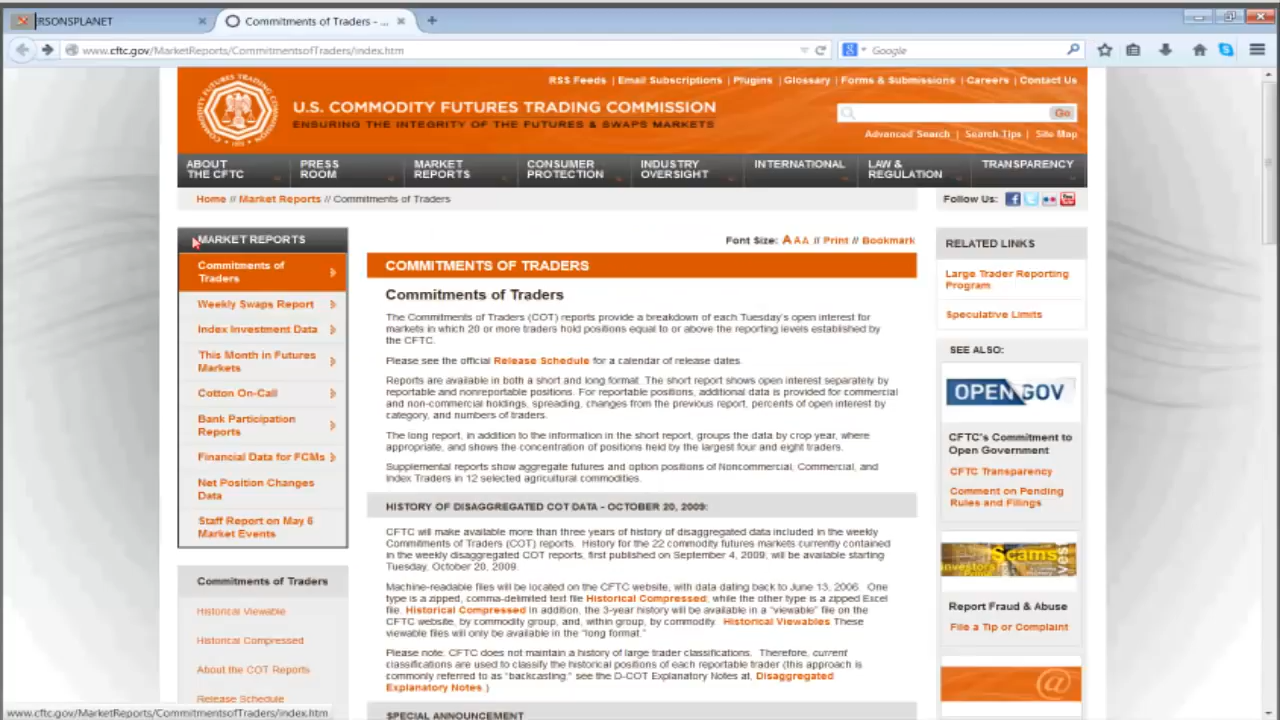 RSONSPLANET
Commitments of Traders - ...
www.cftc.gov/MarketReports/CommitmentsofTraders/index.htm
Google
RSS Feeds | Email Subscriptions | Plugins | Glossary | Forms & Submissions | Careers | Contact Us
U.S. COMMODITY FUTURES TRADING COMMISSION
ENSURING THE INTEGRITY OF THE FUTURES & SWAPS MARKETS
Go
Advanced Search | Search Tips | Site Map
ABOUT THE CFTC
PRESS ROOM
MARKET REPORTS
CONSUMER PROTECTION
INDUSTRY OVERSIGHT
INTERNATIONAL
LAW & REGULATION
TRANSPARENCY
Home // Market Reports // Commitments of Traders
Follow Us:
MARKET REPORTS
Commitments of
Traders
Weekly Swaps Report
Index Investment Data
This Month in Futures
Markets
Cotton On-Call
Bank Participation
Reports
Financial Data for FCMs
Net Position Changes
Data
Staff Report on May 6
Market Events
Commitments of Traders
Historical Viewable
Historical Compressed
About the COT Reports
Release Schedule
Font Size: A A A // Print // Bookmark
COMMITMENTS OF TRADERS
Commitments of Traders
The Commitments of Traders (COT) reports provide a breakdown of each Tuesday's open interest for
markets in which 20 or more traders hold positions equal to or above the reporting levels established by
the CFTC.
Please see the official Release Schedule for a calendar of release dates.
Reports are available in both a short and long format. The short report shows open interest separately by
reportable and nonreportable positions. For reportable positions, additional data is provided for commercial
and non-commercial holdings, spreading, changes from the previous report, percents of open interest by
category, and numbers of traders.
The long report, in addition to the information in the short report, groups the data by crop year, where
appropriate, and shows the concentration of positions held by the largest four and eight traders.
Supplemental reports show aggregate futures and option positions of Noncommercial, Commercial, and
Index Traders in 12 selected agricultural commodities.
HISTORY OF DISAGGREGATED COT DATA - OCTOBER 20, 2009:
CFTC will make available more than three years of history of disaggregated data included in the weekly
Commitments of Traders (COT) reports. History for the 22 commodity futures markets currently contained
in the weekly disaggregated COT reports, first published on September 4, 2009, will be available starting
Tuesday, October 20, 2009.
Machine-readable files will be located on the CFTC website, with data dating back to June 13, 2006. One
type is a zipped, comma-delimited text file Historical Compressed; while the other type is a zipped Excel
file. Historical Compressed in addition, the 3-year history will be available in a "viewable" file on the
CFTC website, by commodity group, and, within group, by commodity. Historical Viewables These
viewable files will only be available in the "long format."
Please note: CFTC does not maintain a history of large trader classifications. Therefore, current
classifications are used to classify the historical positions of each reportable trader (this approach is
commonly referred to as "backcasting;" see the D-COT Explanatory Notes at, Disaggregated
Explanatory Notes.)
SPECIAL ANNOUNCEMENT
RELATED LINKS
Large Trader Reporting
Program
Speculative Limits
SEE ALSO:
OPEN GOV
CFTC's Commitment to
Open Government
CFTC Transparency
Comment on Pending
Rules and Filings
Scams
Report Fraud & Abuse
File a Tip or Complaint
@
www.cftc.gov/MarketReports/CommitmentsofTraders/index.htm